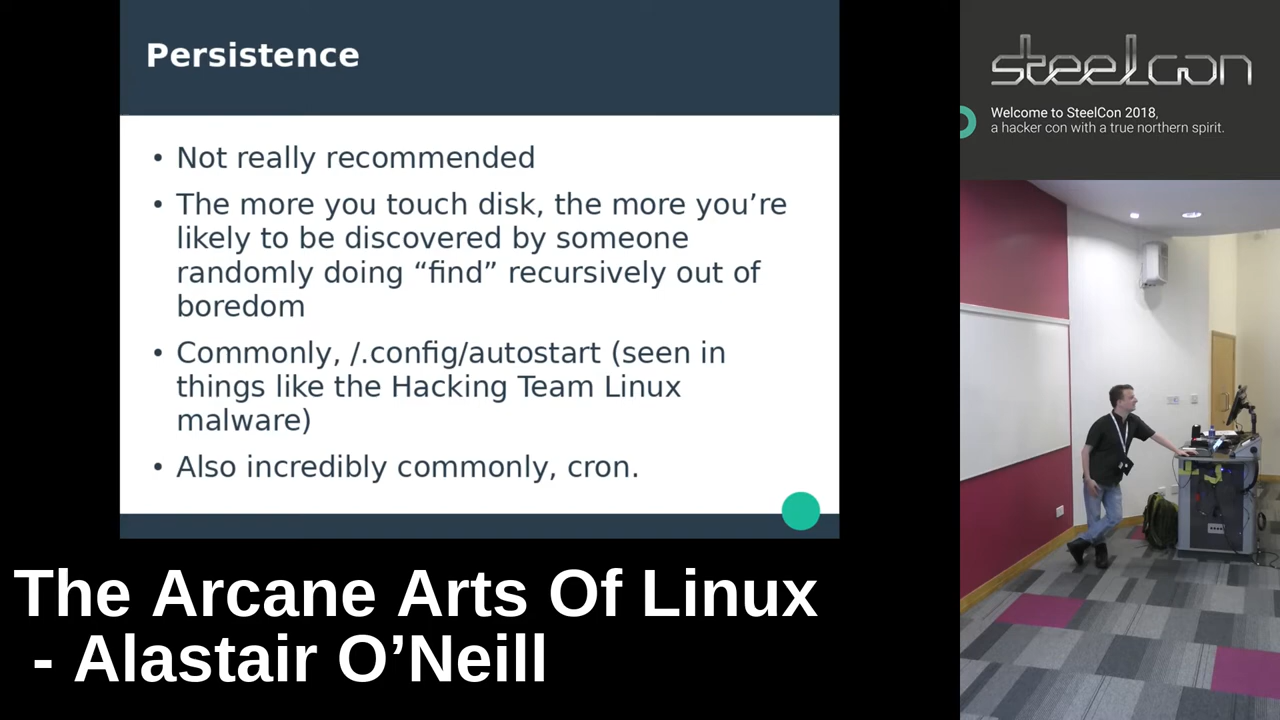 Persistence
• Not really recommended
• The more you touch disk, the more you’re
likely to be discovered by someone
randomly doing “find” recursively out of
boredom
• Commonly, /.config/autostart (seen in
things like the Hacking Team Linux
malware)
• Also incredibly commonly, cron.
The Arcane Arts Of Linux
- Alastair O’Neill
steelcon
Welcome to SteelCon 2018,
a hacker con with a true northern spirit.